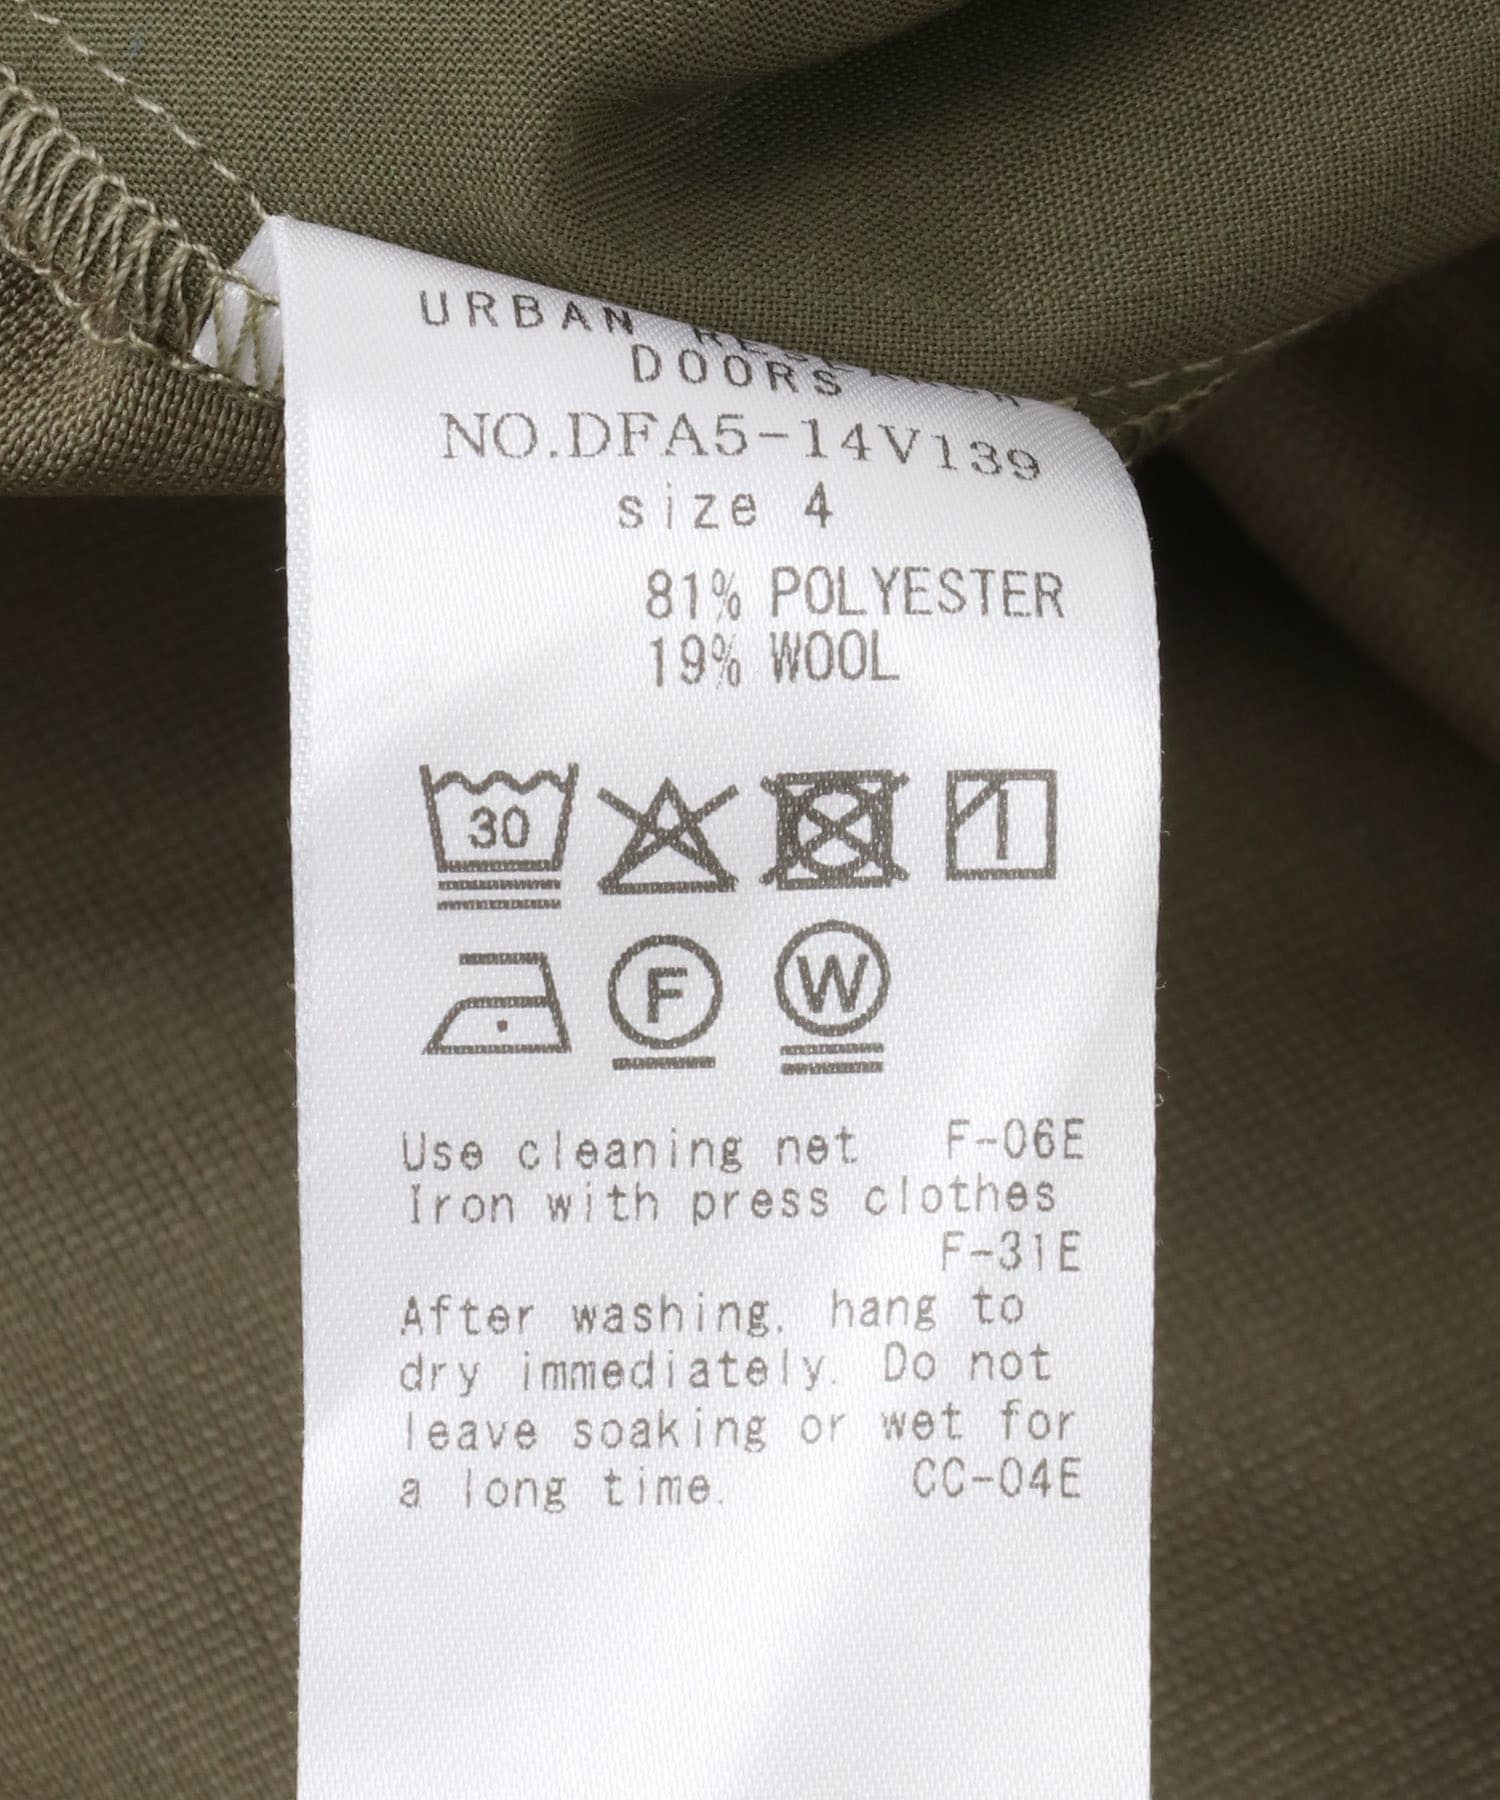 URBAN RESEARCH
DOORS
NO.DFA5-14V139
size 4
81% POLYESTER
19% WOOL
30
F
W
Use cleaning net F-06E
Iron with press clothes
F-31E
After washing, hang to
dry immediately. Do not
leave soaking or wet for
a long time. CC-04E